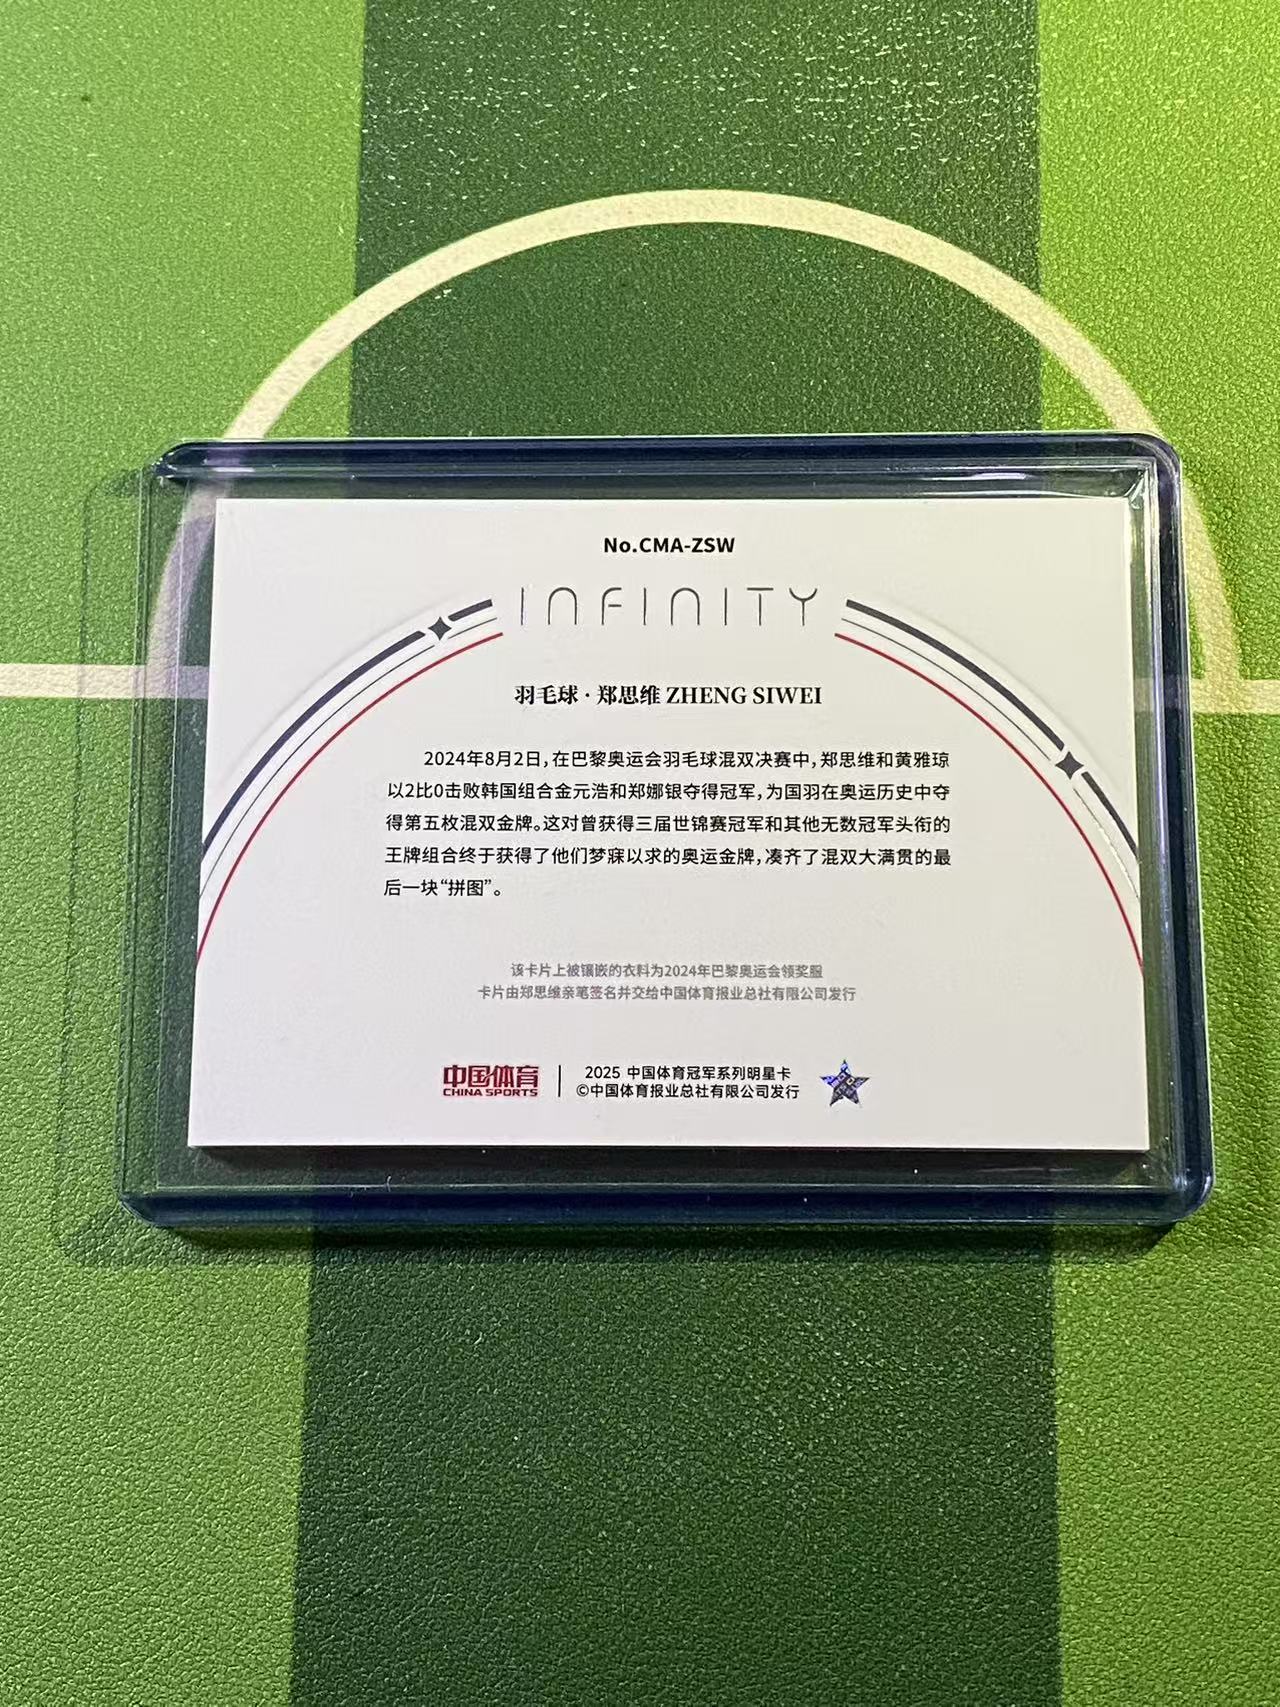 No.CMA-ZSW
INFINITY
羽毛球·郑思维 ZHENG SIWEI
2024年8月2日,在巴黎奥运会羽毛球混双决赛中,郑思维和黄雅琼
以2比0击败韩国组合金元浩和郑娜银夺得冠军,为国羽在奥运历史中夺
得第五枚混双金牌。这对曾获得三届世锦赛冠军和其他无数冠军头衔的
王牌组合终于获得了他们梦寐以求的奥运金牌,凑齐了混双大满贯的最
后一块“拼图”。
该卡片上被镶嵌的衣料为2024年巴黎奥运会领奖服
卡片由郑思维亲笔签名并交给中国体育报业总社有限公司发行
中国体育
CHINA SPORTS
2025 中国体育冠军系列明星卡
©中国体育报业总社有限公司发行